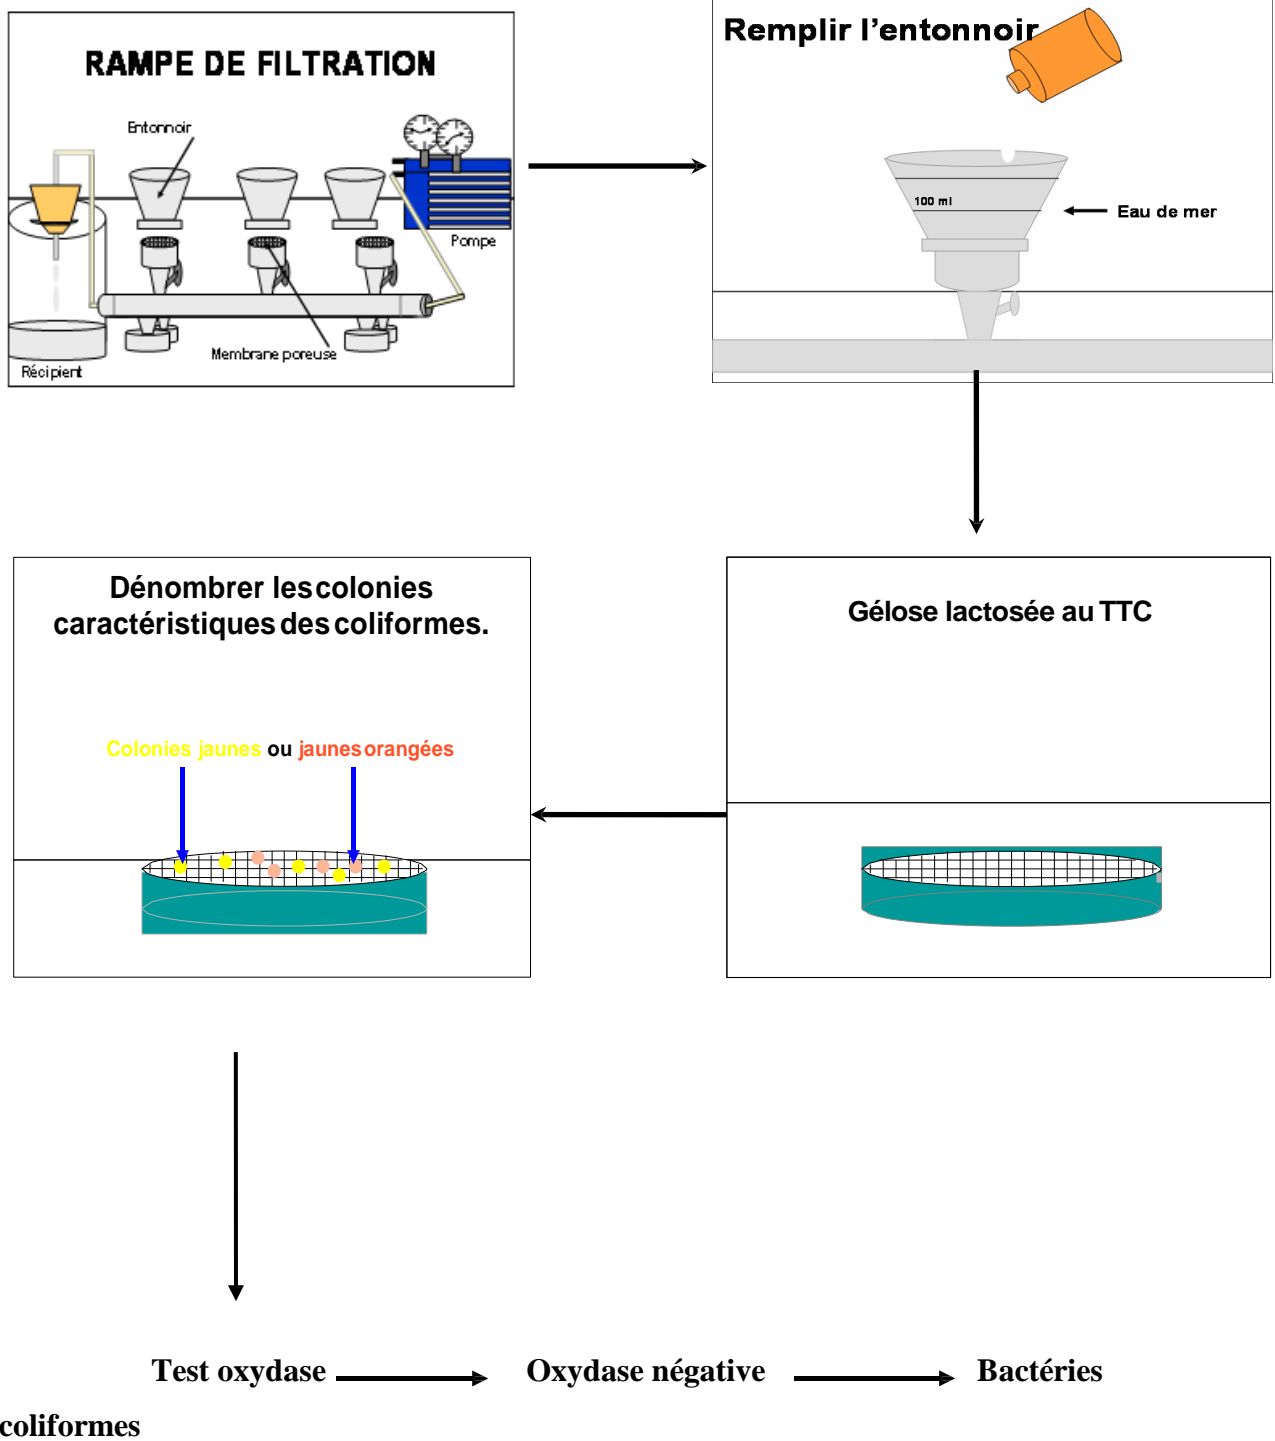 RAMPE DE FILTRATION
Entonnoir
Pompe
Membrane poreuse
Récipient
Remplir l'entonnoir
100 ml
Eau de mer
Gélose lactosée au TTC
Dénombrer les colonies
caractéristiques des coliformes.
Colonies jaunes ou jaunes orangées
Test oxydase Oxydase négative Bactéries
coliformes